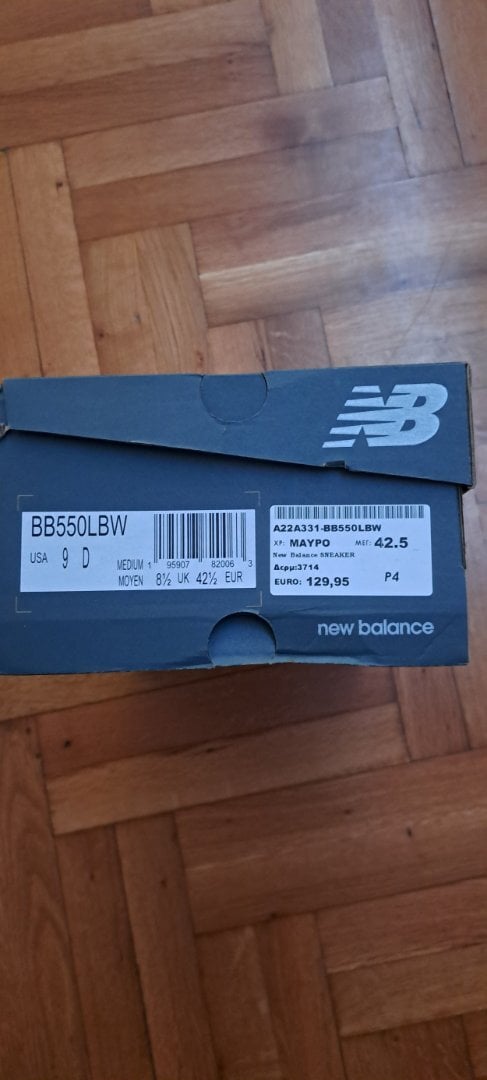 NB
BB550LBW
USA 9 D
MEDIUM
MOYEN
1 95907 82006 3
8½ UK 42½ EUR
A22A331-BB550LBW
ΧΡ: ΜΑΥΡΟ ΜΕΓ: 42.5
New Balance SNEAKER
Δερμ:3714
EURO: 129,95 P4
new balance